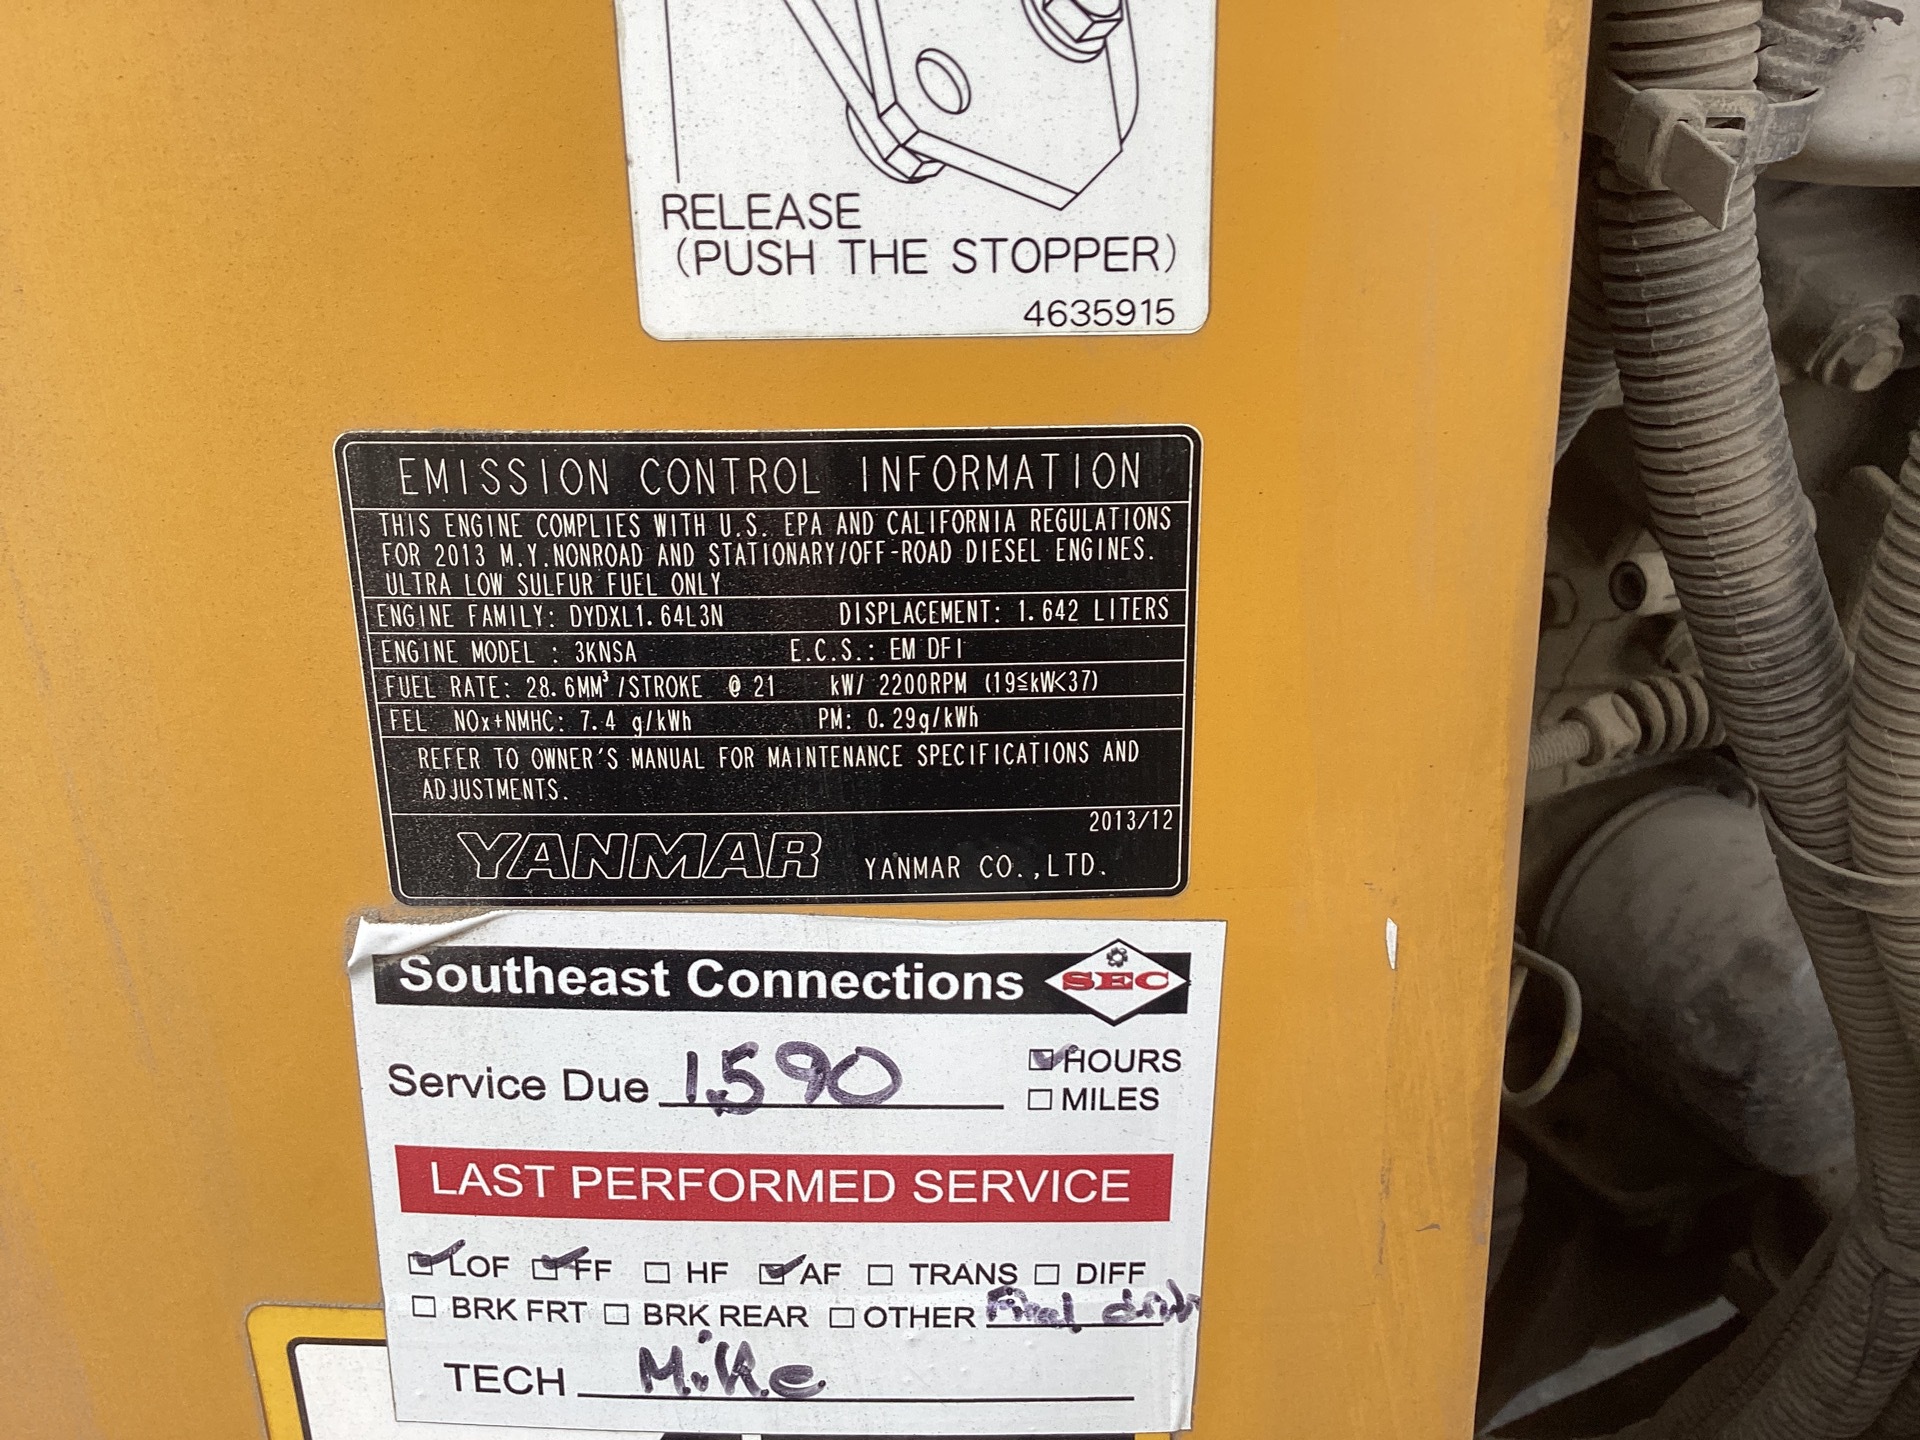 RELEASE
(PUSH THE STOPPER)
4635915
EMISSION CONTROL INFORMATION
THIS ENGINE COMPLIES WITH U.S. EPA AND CALIFORNIA REGULATIONS
FOR 2013 M.Y.NONROAD AND STATIONARY/OFF-ROAD DIESEL ENGINES.
ULTRA LOW SULFUR FUEL ONLY
ENGINE FAMILY: DYDXL1.64L3N DISPLACEMENT: 1.642 LITERS
ENGINE MODEL : 3KNSA E.C.S.: EM DFI
FUEL RATE: 28.6MM³/STROKE @ 21 kW/ 2200RPM (19≦kW<37)
FEL NOx+NMHC: 7.4 g/kWh PM: 0.29g/kWh
REFER TO OWNER'S MANUAL FOR MAINTENANCE SPECIFICATIONS AND
ADJUSTMENTS.
2013/12
YANMAR YANMAR CO.,LTD.
Southeast Connections SEC
Service Due 1,590 HOURS
MILES
LAST PERFORMED SERVICE
LOF FF HF AF TRANS DIFF
BRK FRT BRK REAR OTHER Final
TECH Mike